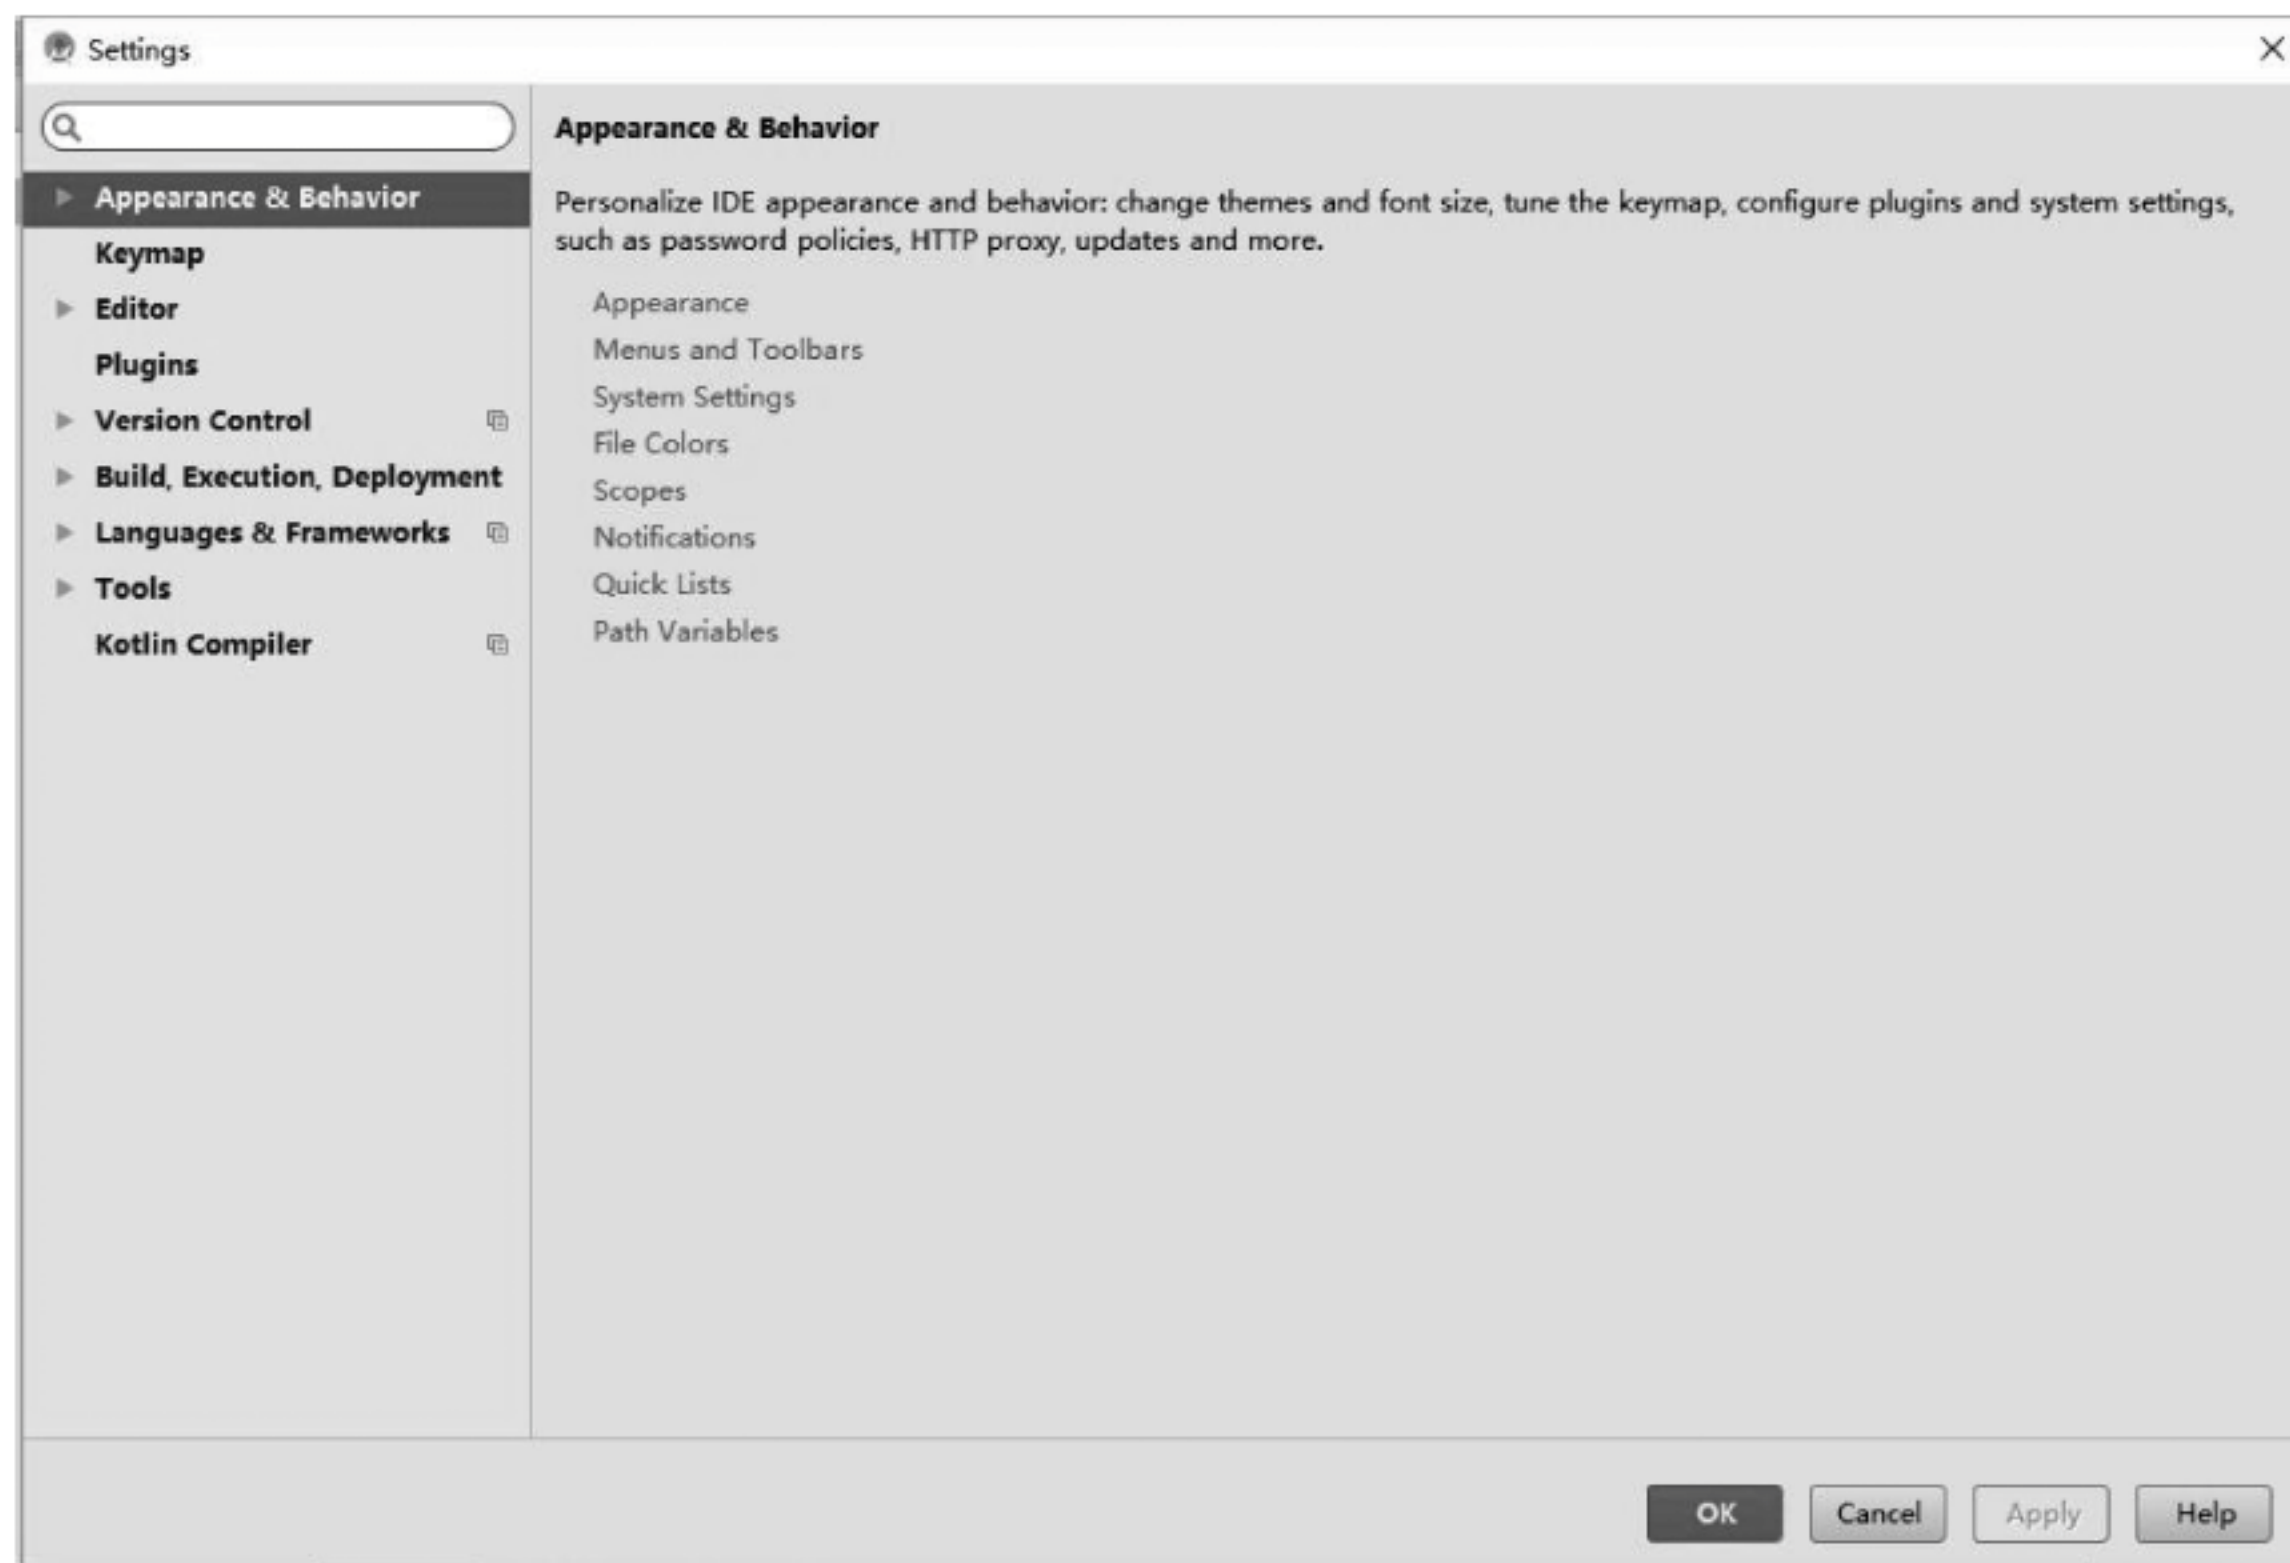 Settings
Appearance & Behavior
Keymap
Editor
Plugins
Version Control
Build, Execution, Deployment
Languages & Frameworks
Tools
Kotlin Compiler
Appearance & Behavior
Personalize IDE appearance and behavior: change themes and font size, tune the keymap, configure plugins and system settings,
such as password policies, HTTP proxy, updates and more.
Appearance
Menus and Toolbars
System Settings
File Colors
Scopes
Notifications
Quick Lists
Path Variables
OK
Cancel
Apply
Help